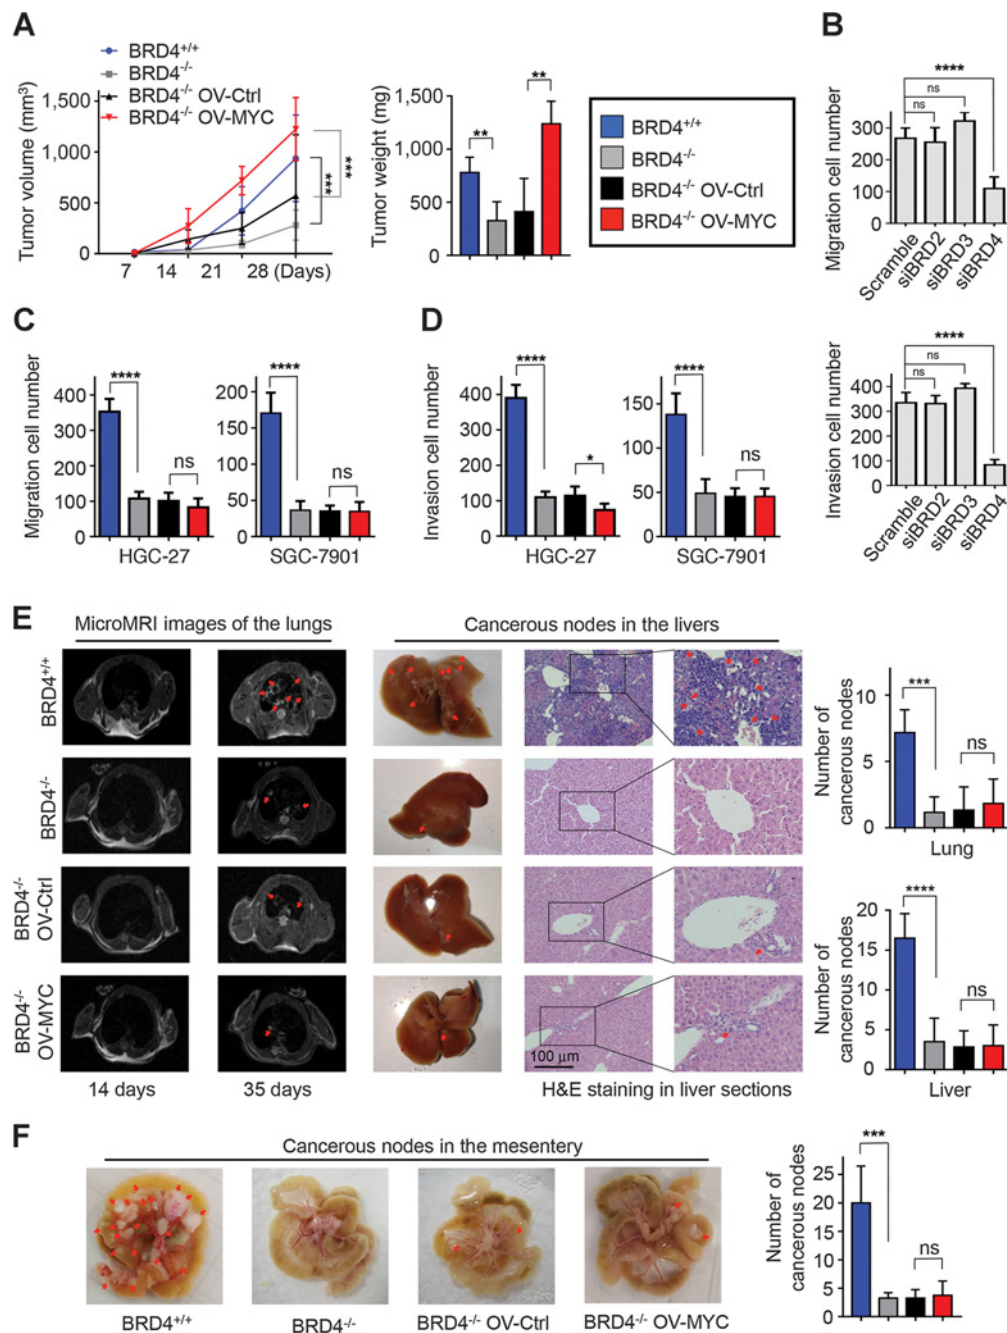 A
BRD4+/+
BRD4-/-
BRD4-/- OV-Ctrl
BRD4-/- OV-MYC
Tumor volume (mm³)
1,500
1,000
500
0
7 14 21 28 (Days)
***
***
Tumor weight (mg)
1,500
1,000
500
0
**
**
BRD4+/+
BRD4-/-
BRD4-/- OV-Ctrl
BRD4-/- OV-MYC
B
Migration cell number
300
200
100
0
****
ns
ns
Scramble
siBRD2
siBRD3
siBRD4
Invasion cell number
400
300
200
100
0
****
ns
ns
Scramble
siBRD2
siBRD3
siBRD4
C
Migration cell number
400
300
200
100
0
****
ns
HGC-27
200
150
100
50
0
****
ns
SGC-7901
D
Invasion cell number
400
300
200
100
0
****
*
HGC-27
150
100
50
0
****
ns
SGC-7901
E
MicroMRI images of the lungs
Cancerous nodes in the livers
BRD4+/+
BRD4-/-
BRD4-/-
OV-Ctrl
BRD4-/-
OV-MYC
100 μm
14 days
35 days
H&E staining in liver sections
Number of
cancerous nodes
10
5
0
***
ns
Lung
Number of
cancerous nodes
20
15
10
5
0
****
ns
Liver
F
Cancerous nodes in the mesentery
BRD4+/+
BRD4-/-
BRD4-/- OV-Ctrl
BRD4-/- OV-MYC
Number of
cancerous nodes
25
20
15
10
5
0
***
ns